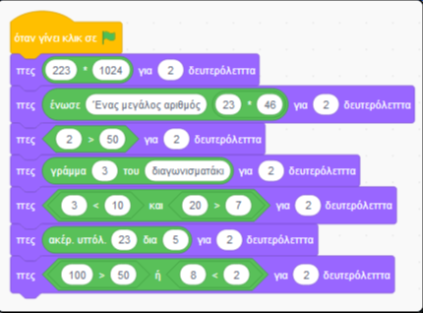 όταν γίνει κλικ σε
πες 223 * 1024 για 2 δευτερόλεπτα
πες ένωσε Ένας μεγάλος αριθμός 23 * 46 για 2 δευτερόλεπτα
πες 2 > 50 για 2 δευτερόλεπτα
πες γράμμα 3 του διαγωνισματάκι για 2 δευτερόλεπτα
πες 3 < 10 και 20 > 7 για 2 δευτερόλεπτα
πες ακέρ. υπόλ. 23 δια 5 για 2 δευτερόλεπτα
πες 100 > 50 ή 8 < 2 για 2 δευτερόλεπτα